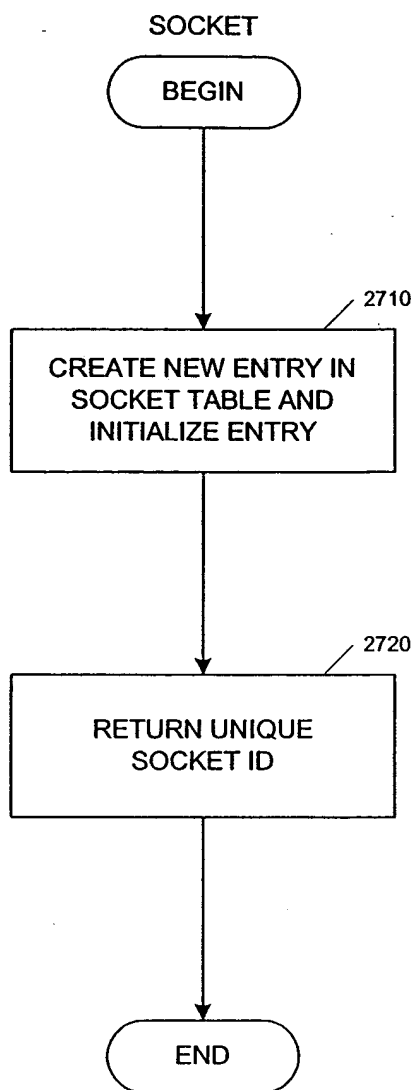 SOCKET
BEGIN
2710
CREATE NEW ENTRY IN
SOCKET TABLE AND
INITIALIZE ENTRY
2720
RETURN UNIQUE
SOCKET ID
END